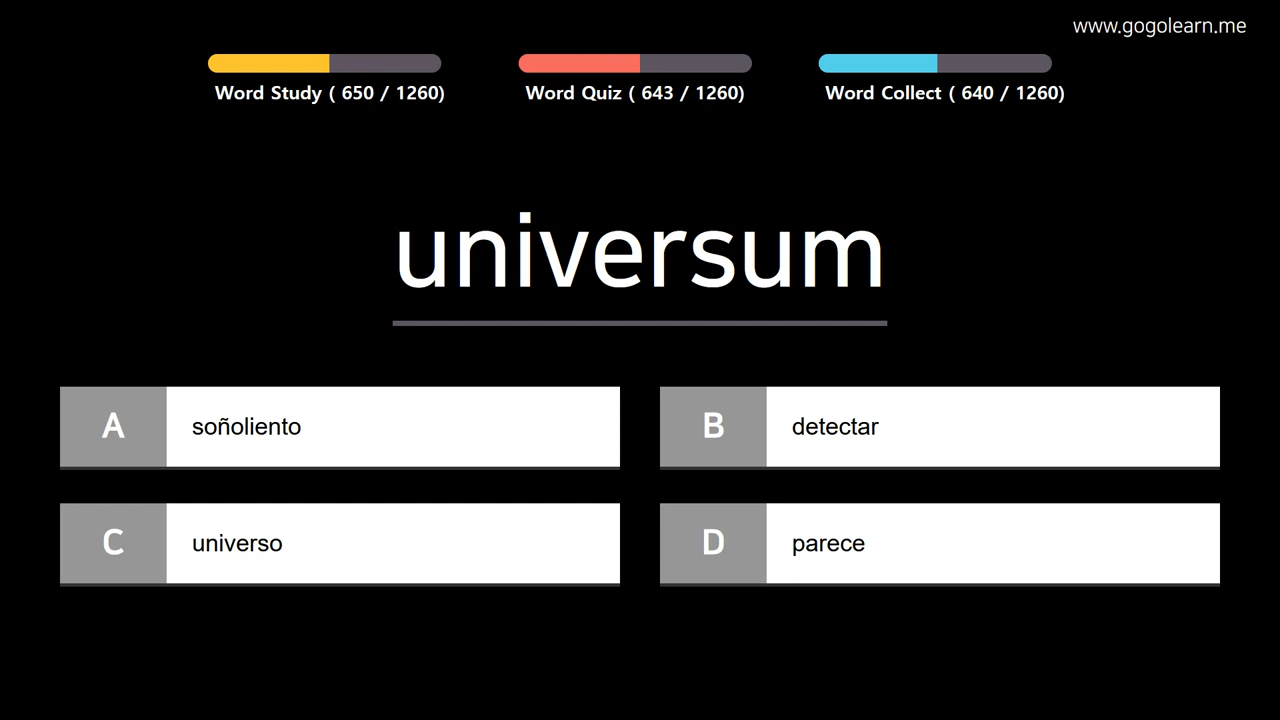 www.gogolearn.me
Word Study ( 650 / 1260)
Word Quiz ( 643 / 1260)
Word Collect ( 640 / 1260)
universum
A soñoliento
B detectar
C universo
D parece